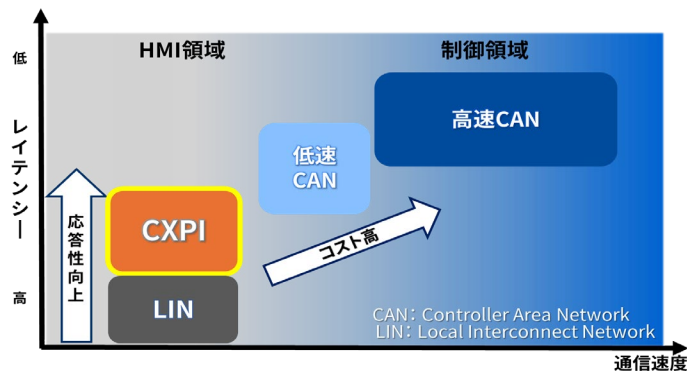 HMI領域
制御領域
低
レイテンシー
高
応答性向上
高速CAN
低速
CAN
CXPI
LIN
コスト高
CAN: Controller Area Network
LIN: Local Interconnect Network
通信速度